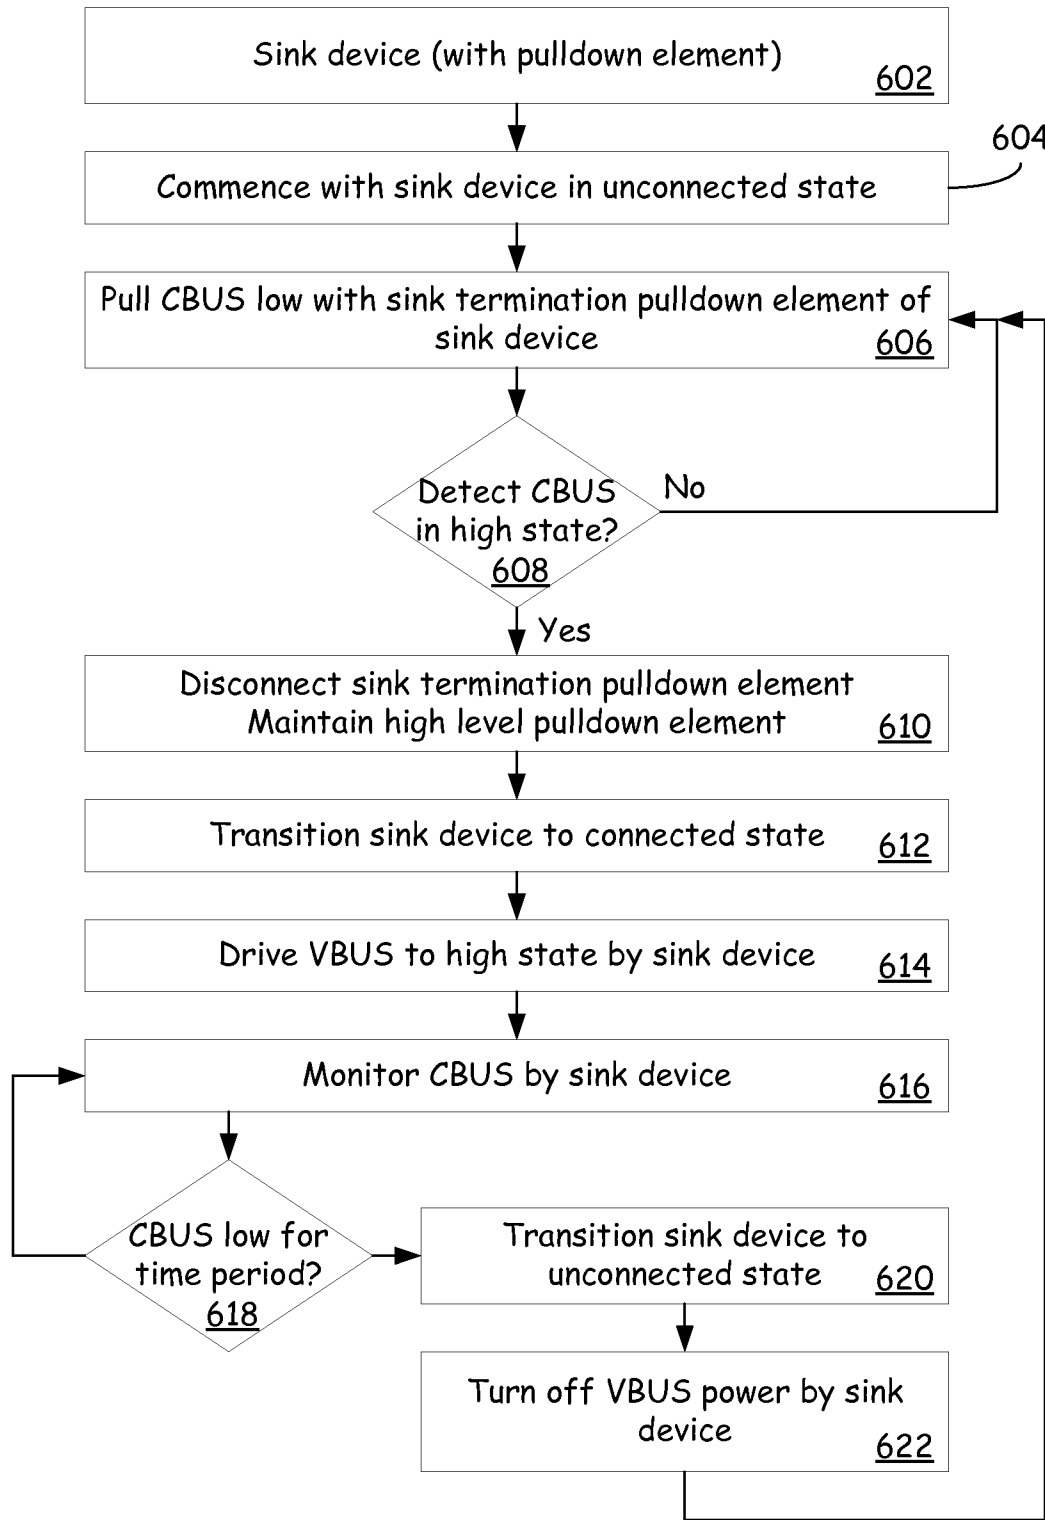 Sink device (with pulldown element)
602
604
Commence with sink device in unconnected state
Pull CBUS low with sink termination pulldown element of
sink device
606
Detect CBUS
in high state?
608
No
Yes
Disconnect sink termination pulldown element
Maintain high level pulldown element
610
Transition sink device to connected state
612
Drive VBUS to high state by sink device
614
Monitor CBUS by sink device
616
CBUS low for
time period?
618
Transition sink device to
unconnected state
620
Turn off VBUS power by sink
device
622